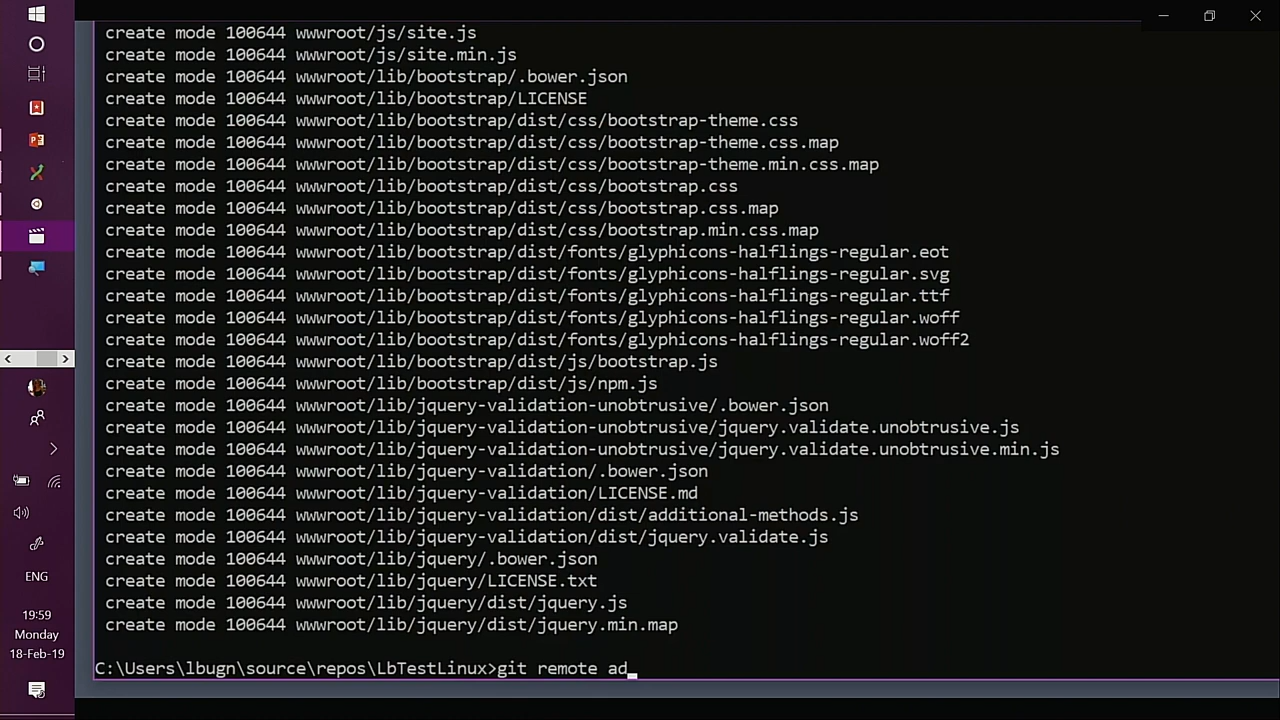 create mode 100644 wwwroot/js/site.js
create mode 100644 wwwroot/js/site.min.js
create mode 100644 wwwroot/lib/bootstrap/.bower.json
create mode 100644 wwwroot/lib/bootstrap/LICENSE
create mode 100644 wwwroot/lib/bootstrap/dist/css/bootstrap-theme.css
create mode 100644 wwwroot/lib/bootstrap/dist/css/bootstrap-theme.css.map
create mode 100644 wwwroot/lib/bootstrap/dist/css/bootstrap-theme.min.css.map
create mode 100644 wwwroot/lib/bootstrap/dist/css/bootstrap.css
create mode 100644 wwwroot/lib/bootstrap/dist/css/bootstrap.css.map
create mode 100644 wwwroot/lib/bootstrap/dist/css/bootstrap.min.css.map
create mode 100644 wwwroot/lib/bootstrap/dist/fonts/glyphicons-halflings-regular.eot
create mode 100644 wwwroot/lib/bootstrap/dist/fonts/glyphicons-halflings-regular.svg
create mode 100644 wwwroot/lib/bootstrap/dist/fonts/glyphicons-halflings-regular.ttf
create mode 100644 wwwroot/lib/bootstrap/dist/fonts/glyphicons-halflings-regular.woff
create mode 100644 wwwroot/lib/bootstrap/dist/fonts/glyphicons-halflings-regular.woff2
create mode 100644 wwwroot/lib/bootstrap/dist/js/bootstrap.js
create mode 100644 wwwroot/lib/bootstrap/dist/js/npm.js
create mode 100644 wwwroot/lib/jquery-validation-unobtrusive/.bower.json
create mode 100644 wwwroot/lib/jquery-validation-unobtrusive/jquery.validate.unobtrusive.js
create mode 100644 wwwroot/lib/jquery-validation-unobtrusive/jquery.validate.unobtrusive.min.js
create mode 100644 wwwroot/lib/jquery-validation/.bower.json
create mode 100644 wwwroot/lib/jquery-validation/LICENSE.md
create mode 100644 wwwroot/lib/jquery-validation/dist/additional-methods.js
create mode 100644 wwwroot/lib/jquery-validation/dist/jquery.validate.js
create mode 100644 wwwroot/lib/jquery/.bower.json
create mode 100644 wwwroot/lib/jquery/LICENSE.txt
create mode 100644 wwwroot/lib/jquery/dist/jquery.js
create mode 100644 wwwroot/lib/jquery/dist/jquery.min.map
C:\Users\lbugn\source\repos\LbTestLinux>git remote ad
ENG
19:59
Monday
18-Feb-19